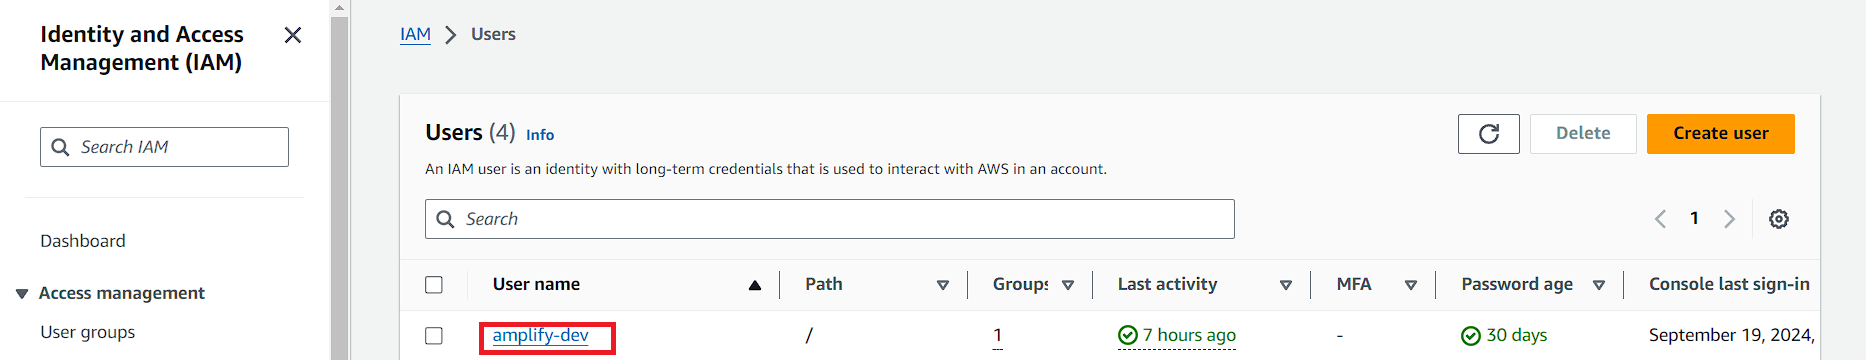 Identity and Access
Management (IAM)
Search IAM
Dashboard
Access management
User groups
IAM > Users
Users (4) Info
Delete
Create user
An IAM user is an identity with long-term credentials that is used to interact with AWS in an account.
Search
1
User name Path Groups Last activity MFA Password age Console last sign-in
amplify-dev / 1 7 hours ago - 30 days September 19, 2024,